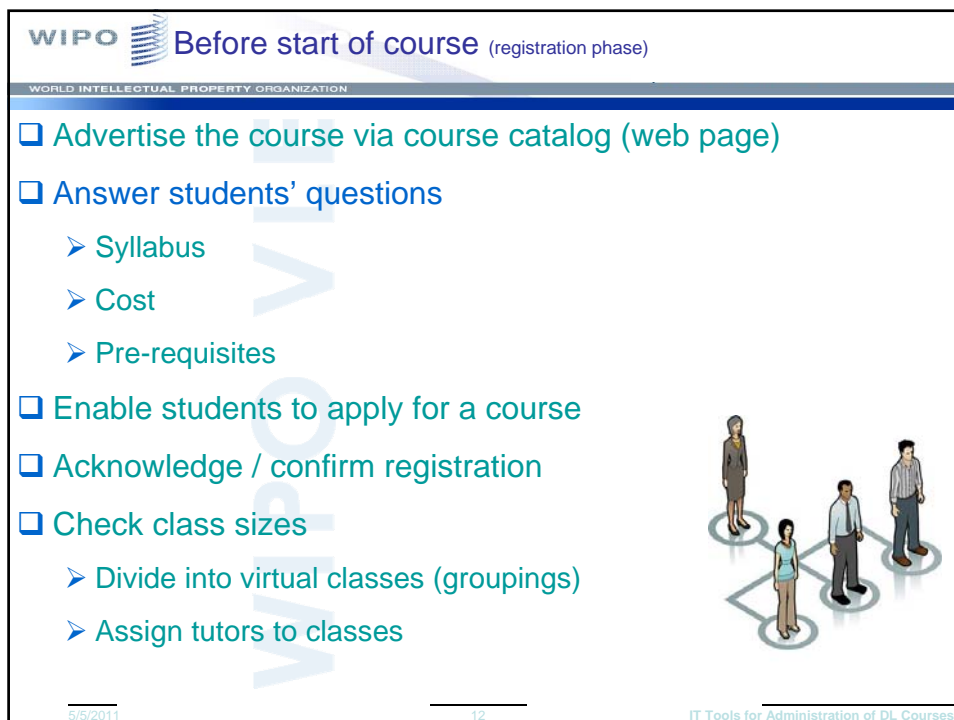 WIPO
Before start of course (registration phase)
WORLD INTELLECTUAL PROPERTY ORGANIZATION
Advertise the course via course catalog (web page)
Answer students’ questions
Syllabus
Cost
Pre-requisites
Enable students to apply for a course
Acknowledge / confirm registration
Check class sizes
Divide into virtual classes (groupings)
Assign tutors to classes
WIPO VIE
5/5/2011
12
IT Tools for Administration of DL Courses